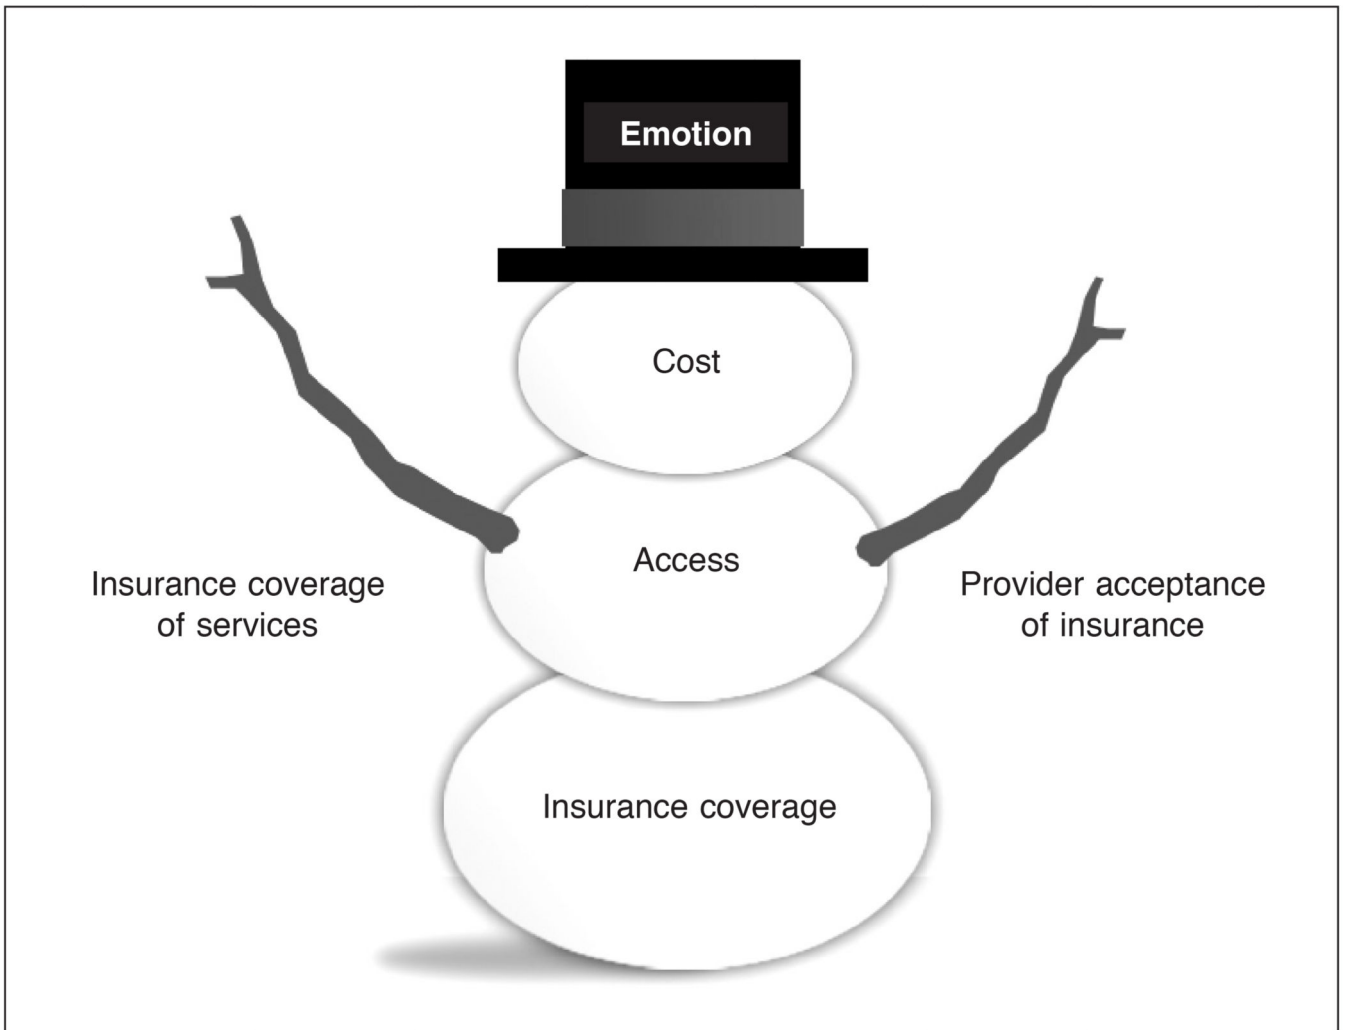 Emotion
Cost
Access
Insurance coverage
of services
Provider acceptance
of insurance
Insurance coverage